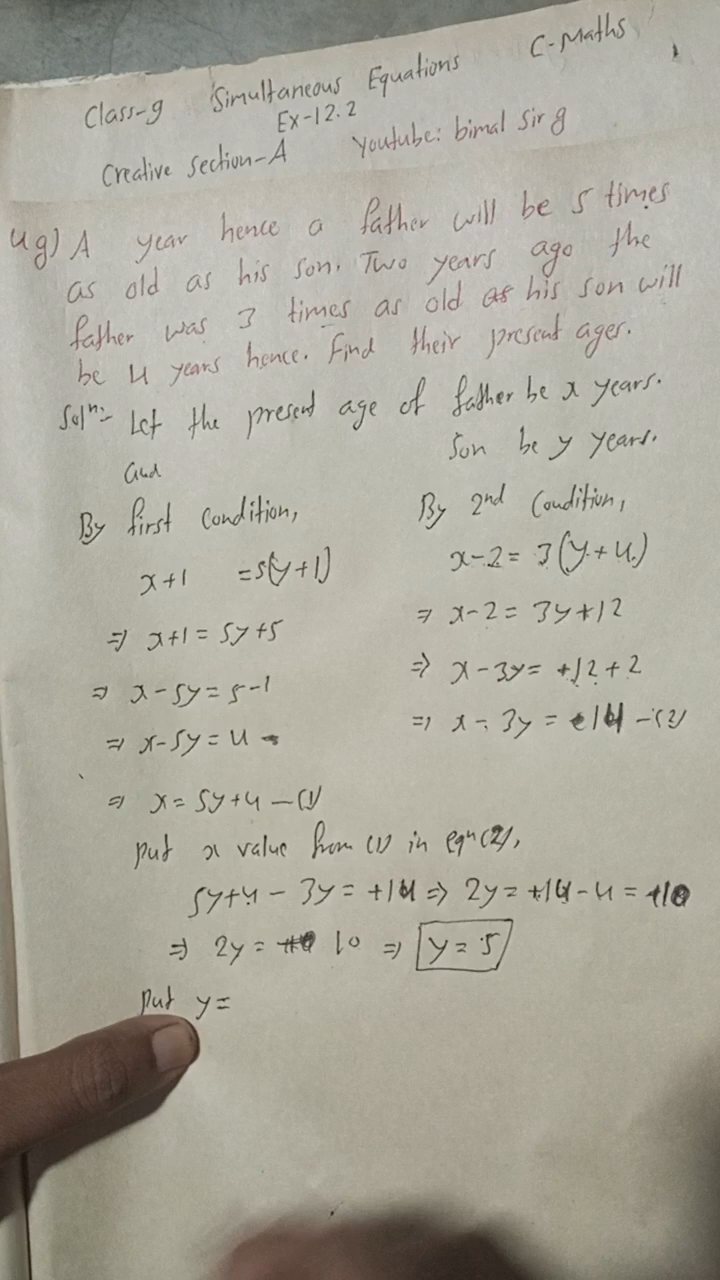 Class-9 Simultaneous Equations C-Maths
Ex-12.2
Creative Section-A Youtube: bimal Sir g
4g) A year hence a father will be 5 times
as old as his son. Two years ago the
father was 3 times as old as his son will
be 4 years hence. Find their present ages.
Solⁿ:- Let the present age of father be x years.
and Son be y years.
By first Condition,
x+1 =5(y+1)
⇒ x+1 = 5y+5
⇒ x-5y=5-1
⇒ x-5y=4
⇒ x=5y+4 -(1)
By 2nd Condition,
x-2= 3(y+4)
⇒ x-2= 3y+12
⇒ x-3y= +12+2
⇒ x-3y = 14 -(2)
put x value from (1) in eqn(2),
5y+4-3y=+14 ⇒ 2y=+14-4=10
⇒ 2y= 10 ⇒ y=5
put y=